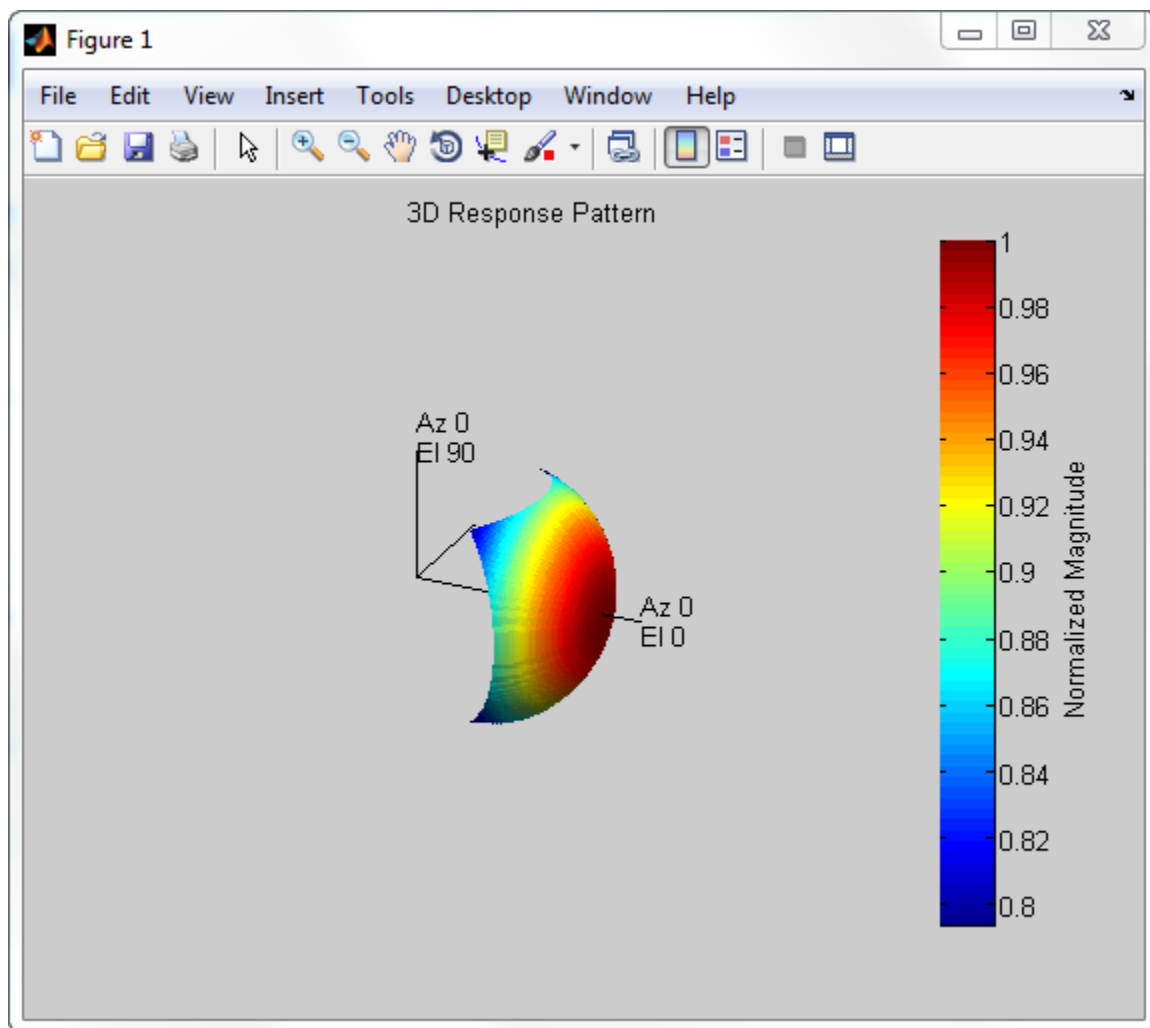 Figure 1
File Edit View Insert Tools Desktop Window Help
3D Response Pattern
Az 0
El 90
Az 0
El 0
1
0.98
0.96
0.94
0.92
0.9
0.88
0.86
0.84
0.82
0.8
Normalized Magnitude